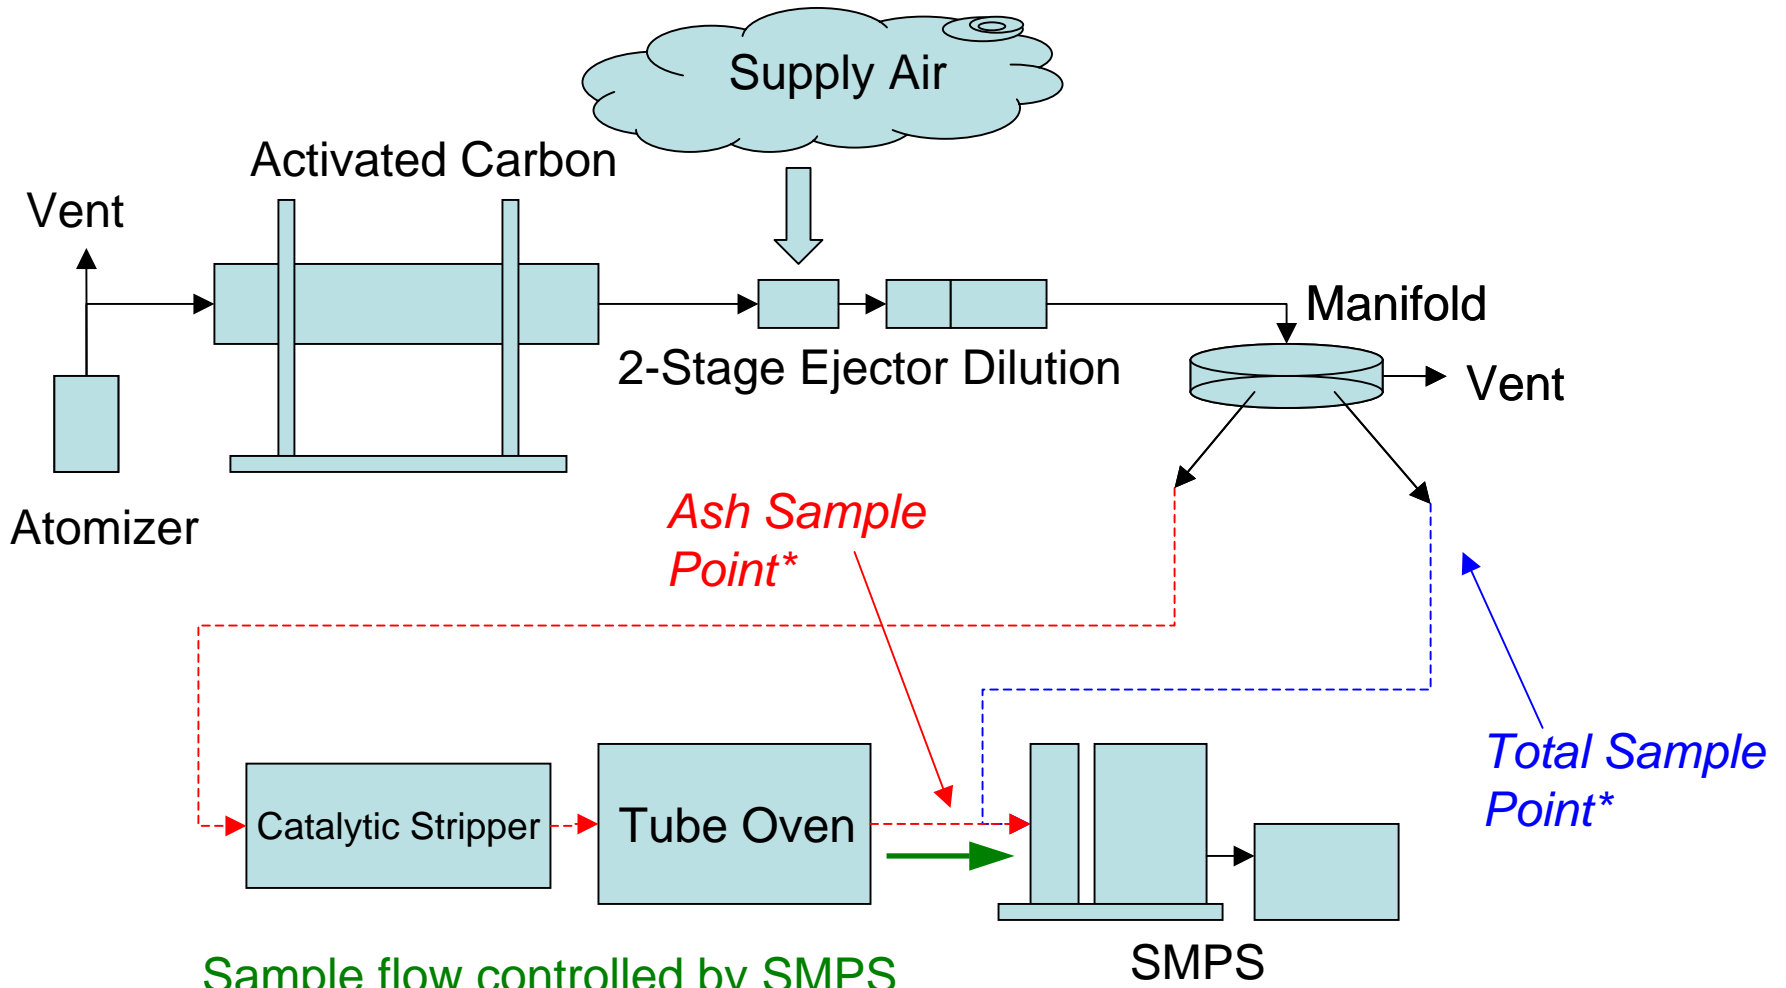 Supply Air
Activated Carbon
Vent
Manifold
2-Stage Ejector Dilution
Vent
Atomizer
Ash Sample
Point*
Total Sample
Point*
Catalytic Stripper
Tube Oven
SMPS
Sample flow controlled by SMPS